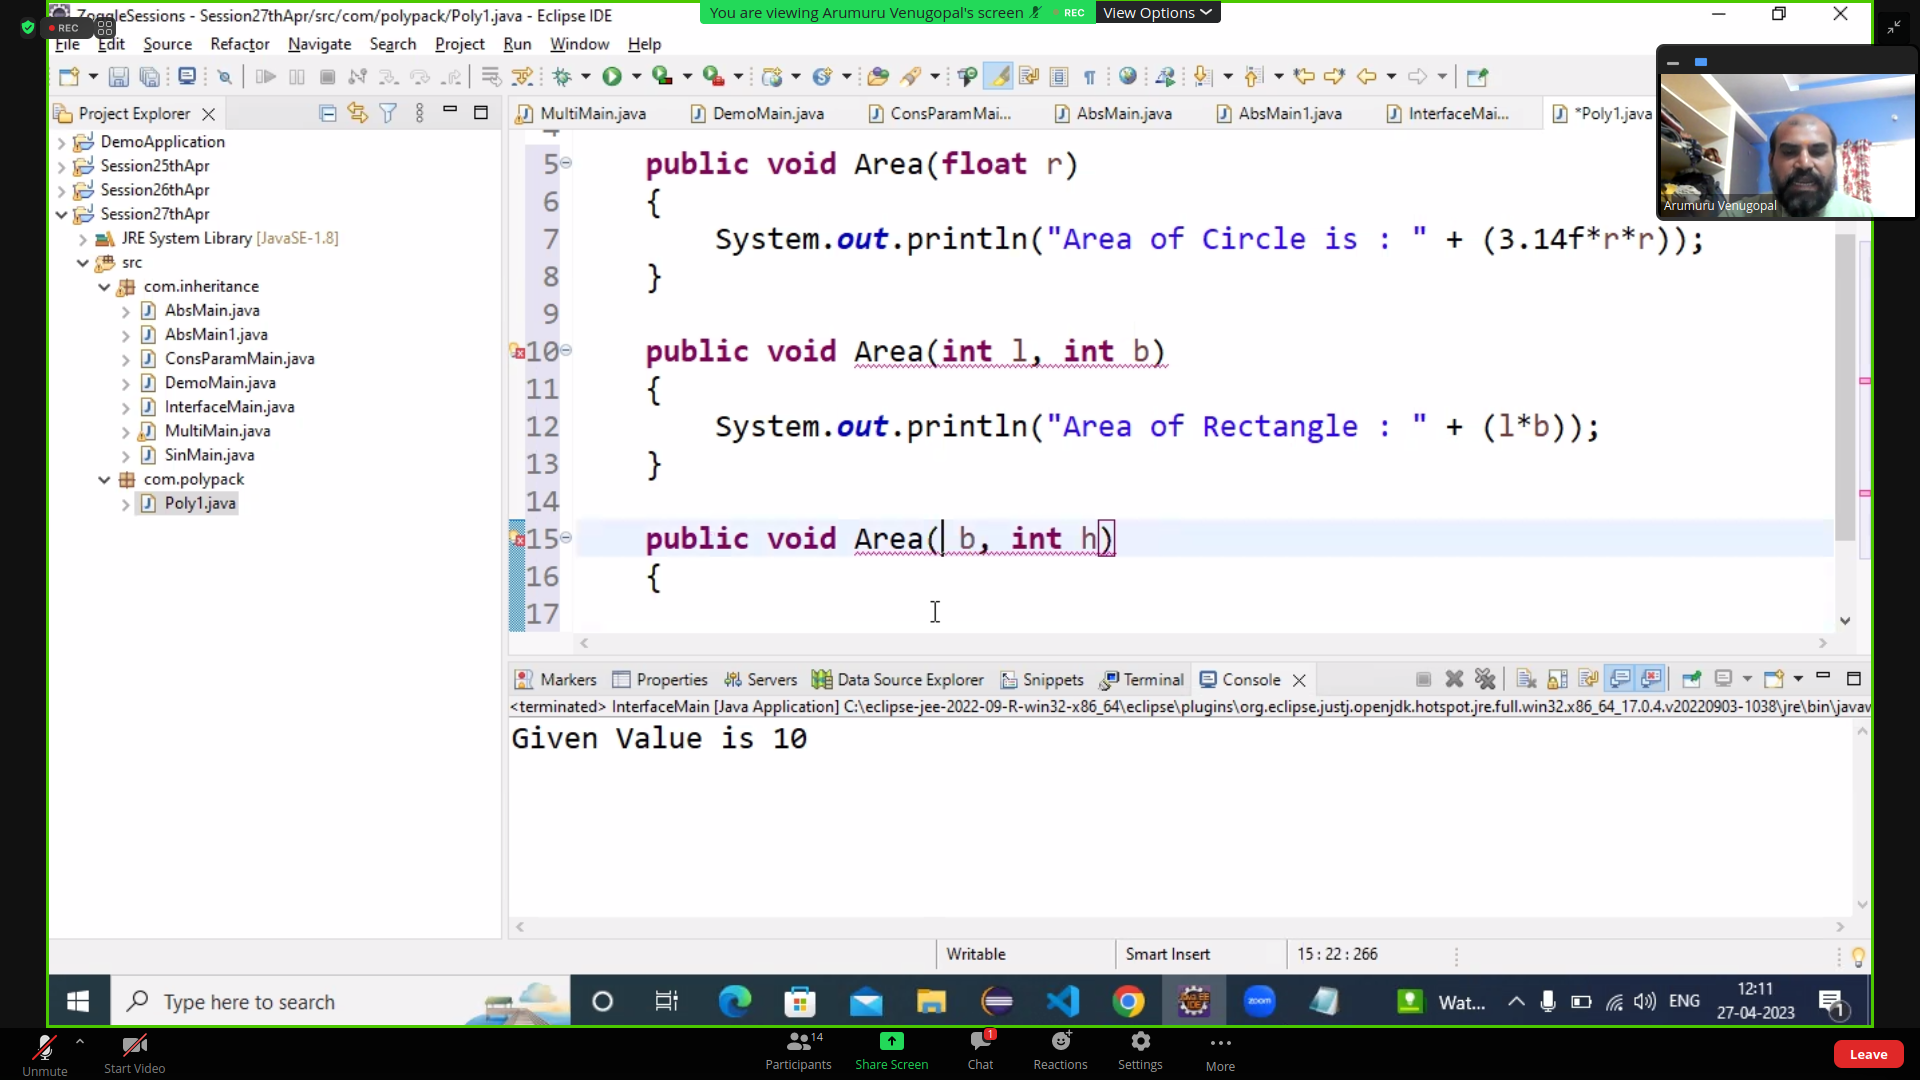 ZoggleSessions - Session27thApr/src/com/polypack/Poly1.java - Eclipse IDE
You are viewing Arumuru Venugopal's screen REC View Options
REC
File Edit Source Refactor Navigate Search Project Run Window Help
Project Explorer
DemoApplication
Session25thApr
Session26thApr
Session27thApr
JRE System Library [JavaSE-1.8]
src
com.inheritance
AbsMain.java
AbsMain1.java
ConsParamMain.java
DemoMain.java
InterfaceMain.java
MultiMain.java
SinMain.java
com.polypack
Poly1.java
MultiMain.java DemoMain.java ConsParamMai... AbsMain.java AbsMain1.java InterfaceMai... *Poly1.java
Arumuru Venugopal
5 public void Area(float r)
6 {
7 System.out.println("Area of Circle is : " + (3.14f*r*r));
8 }
9
10 public void Area(int l, int b)
11 {
12 System.out.println("Area of Rectangle : " + (l*b));
13 }
14
15 public void Area( b, int h)
16 {
17
Markers Properties Servers Data Source Explorer Snippets Terminal Console
<terminated> InterfaceMain [Java Application] C:\eclipse-jee-2022-09-R-win32-x86_64\eclipse\plugins\org.eclipse.justj.openjdk.hotspot.jre.full.win32.x86_64_17.0.4.v20220903-1038\jre\bin\javaw
Given Value is 10
Writable Smart Insert 15 : 22 : 266
Type here to search
zoom
Wat... ENG
12:11
27-04-2023
1
Unmute Start Video
14
Participants Share Screen
1
Chat Reactions Settings More
Leave